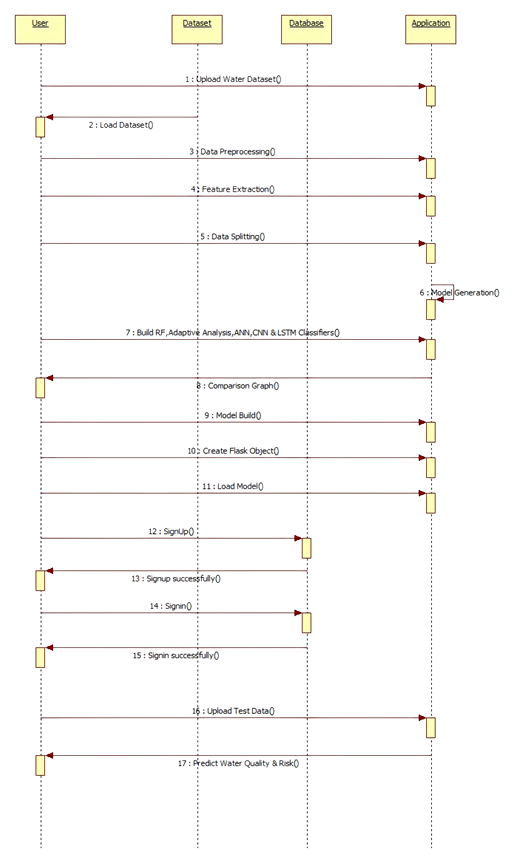 User
Dataset
Database
Application
1 : Upload Water Dataset()
2 : Load Dataset()
3 : Data Preprocessing()
4 : Feature Extraction()
5 : Data Splitting()
6 : Model Generation()
7 : Build RF,Adaptive Analysis,ANN,CNN & LSTM Classifiers()
8 : Comparison Graph()
9 : Model Build()
10 : Create Flask Object()
11 : Load Model()
12 : SignUp()
13 : Signup successfully()
14 : Signin()
15 : Signin successfully()
16 : Upload Test Data()
17 : Predict Water Quality & Risk()